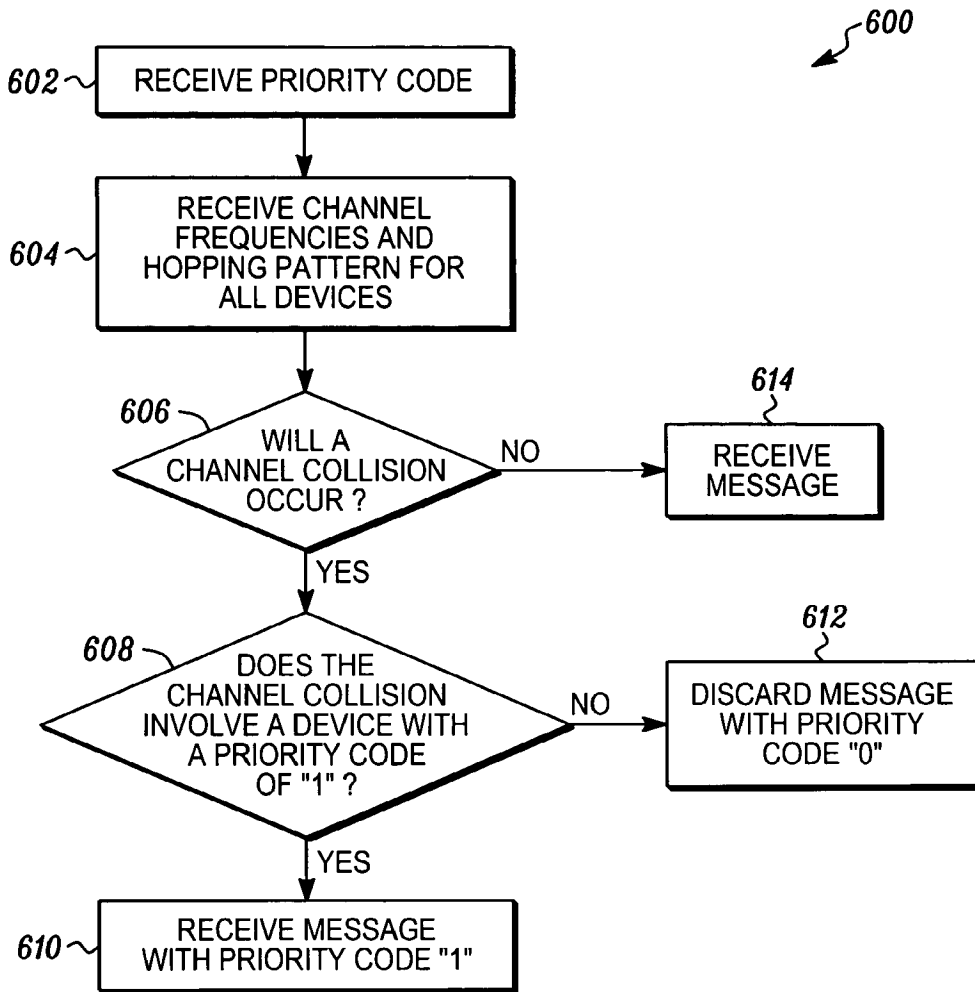 600
602
RECEIVE PRIORITY CODE
604
RECEIVE CHANNEL
FREQUENCIES AND
HOPPING PATTERN FOR
ALL DEVICES
606
WILL A
CHANNEL COLLISION
OCCUR ?
NO
614
RECEIVE
MESSAGE
YES
608
DOES THE
CHANNEL COLLISION
INVOLVE A DEVICE WITH
A PRIORITY CODE
OF "1" ?
NO
612
DISCARD MESSAGE
WITH PRIORITY
CODE "0"
YES
610
RECEIVE MESSAGE
WITH PRIORITY CODE "1"